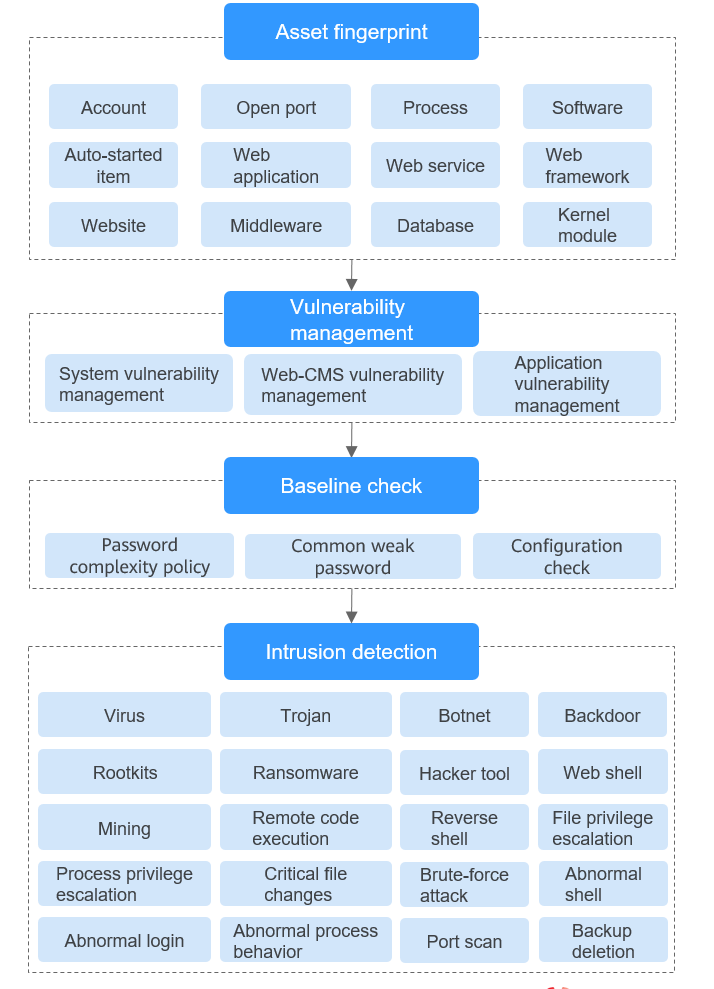 Asset fingerprint
Account
Open port
Process
Software
Auto-started
item
Web
application
Web service
Web
framework
Website
Middleware
Database
Kernel
module
Vulnerability
management
System vulnerability
management
Web-CMS vulnerability
management
Application
vulnerability
management
Baseline check
Password
complexity policy
Common weak
password
Configuration
check
Intrusion detection
Virus
Trojan
Botnet
Backdoor
Rootkits
Ransomware
Hacker tool
Web shell
Mining
Remote code
execution
Reverse
shell
File privilege
escalation
Process privilege
escalation
Critical file
changes
Brute-force
attack
Abnormal
shell
Abnormal login
Abnormal process
behavior
Port scan
Backup
deletion